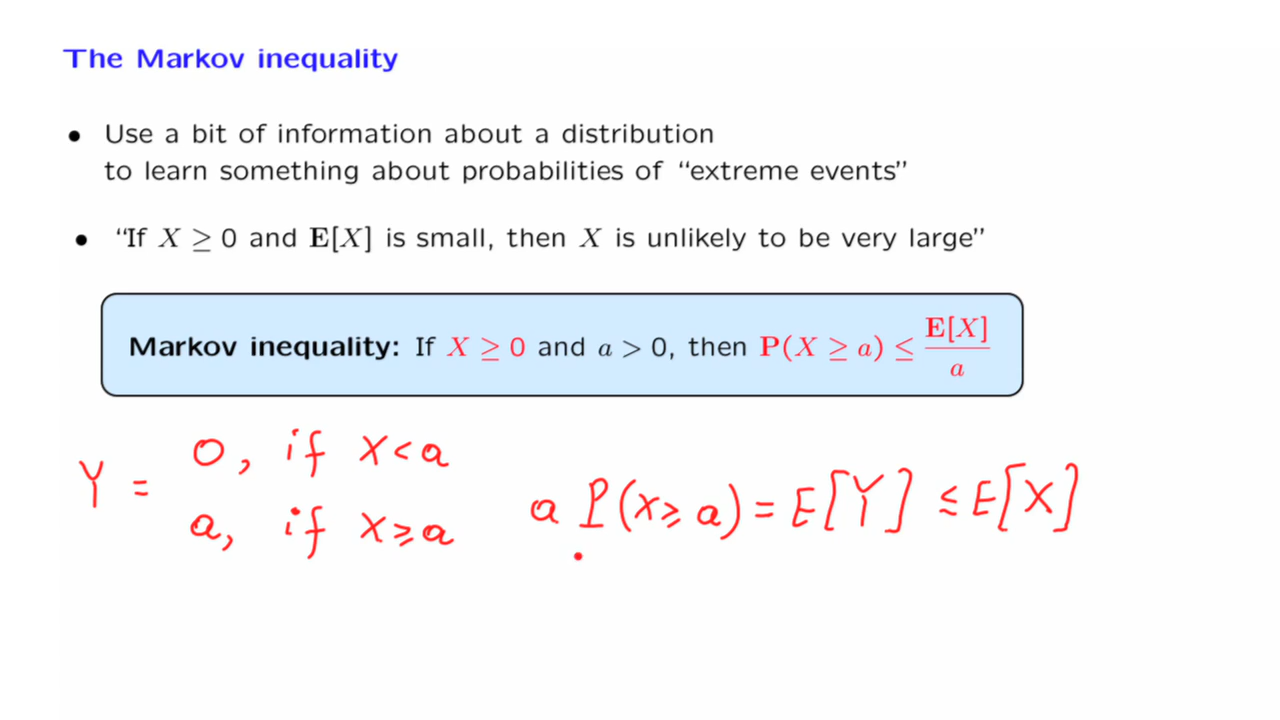 The Markov inequality
• Use a bit of information about a distribution
to learn something about probabilities of “extreme events”
• “If X ≥ 0 and E[X] is small, then X is unlikely to be very large”
Markov inequality: If X ≥ 0 and a > 0, then P(X ≥ a) ≤ E[X]/a
Y =
0, if X < a
a, if X ≥ a
a P(X ≥ a) = E[Y] ≤ E[X]